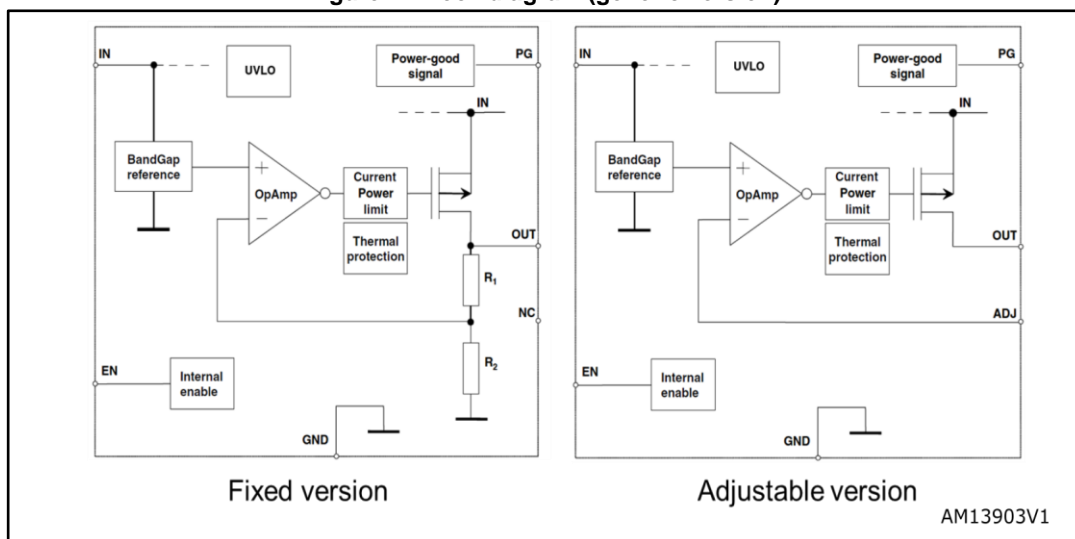 IN
UVLO
Power-good
signal
PG
IN
BandGap
reference
+
OpAmp
−
Current
Power
limit
Thermal
protection
OUT
R1
NC
R2
EN
Internal
enable
GND
Fixed version
IN
UVLO
Power-good
signal
PG
IN
BandGap
reference
+
OpAmp
−
Current
Power
limit
Thermal
protection
OUT
ADJ
EN
Internal
enable
GND
Adjustable version
AM13903V1